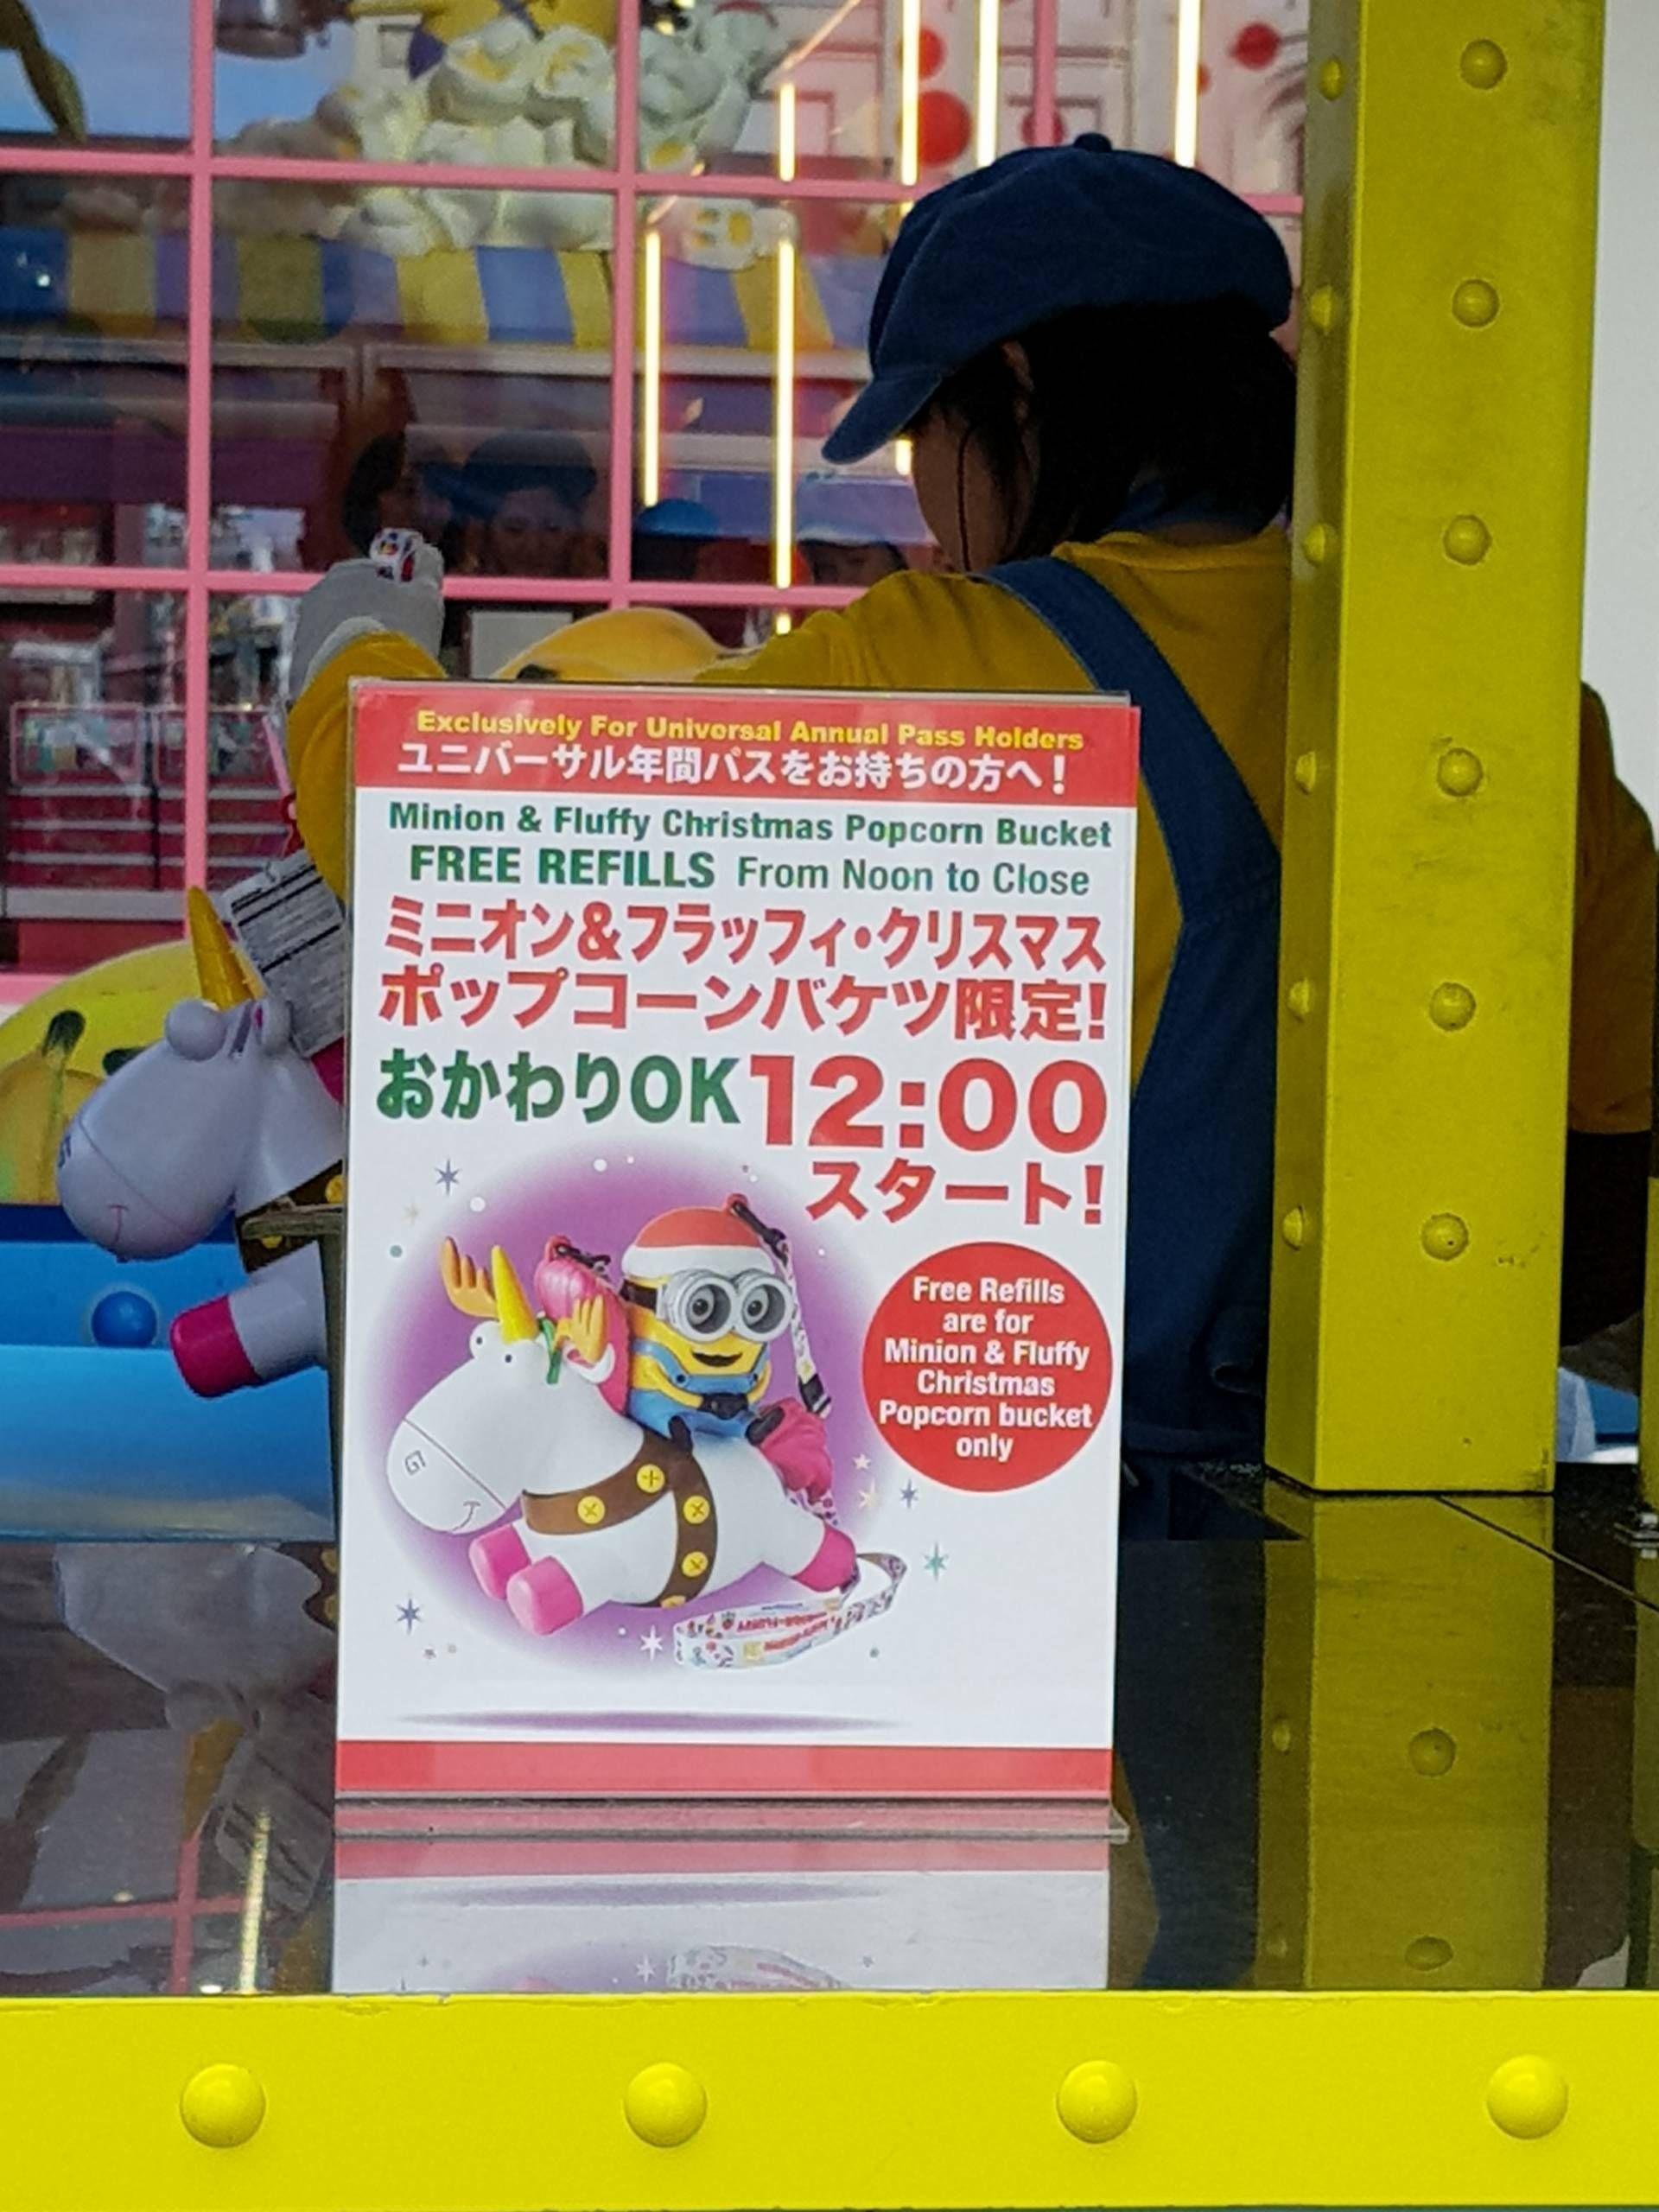 Exclusively For Universal Annual Pass Holders
ユニバーサル年間パスをお持ちの方へ!
Minion & Fluffy Christmas Popcorn Bucket
FREE REFILLS From Noon to Close
ミニオン&フラッフィ・クリスマス
ポップコーンバケツ限定!
おかわりOK 12:00
スタート!
Free Refills
are for
Minion & Fluffy
Christmas
Popcorn bucket
only